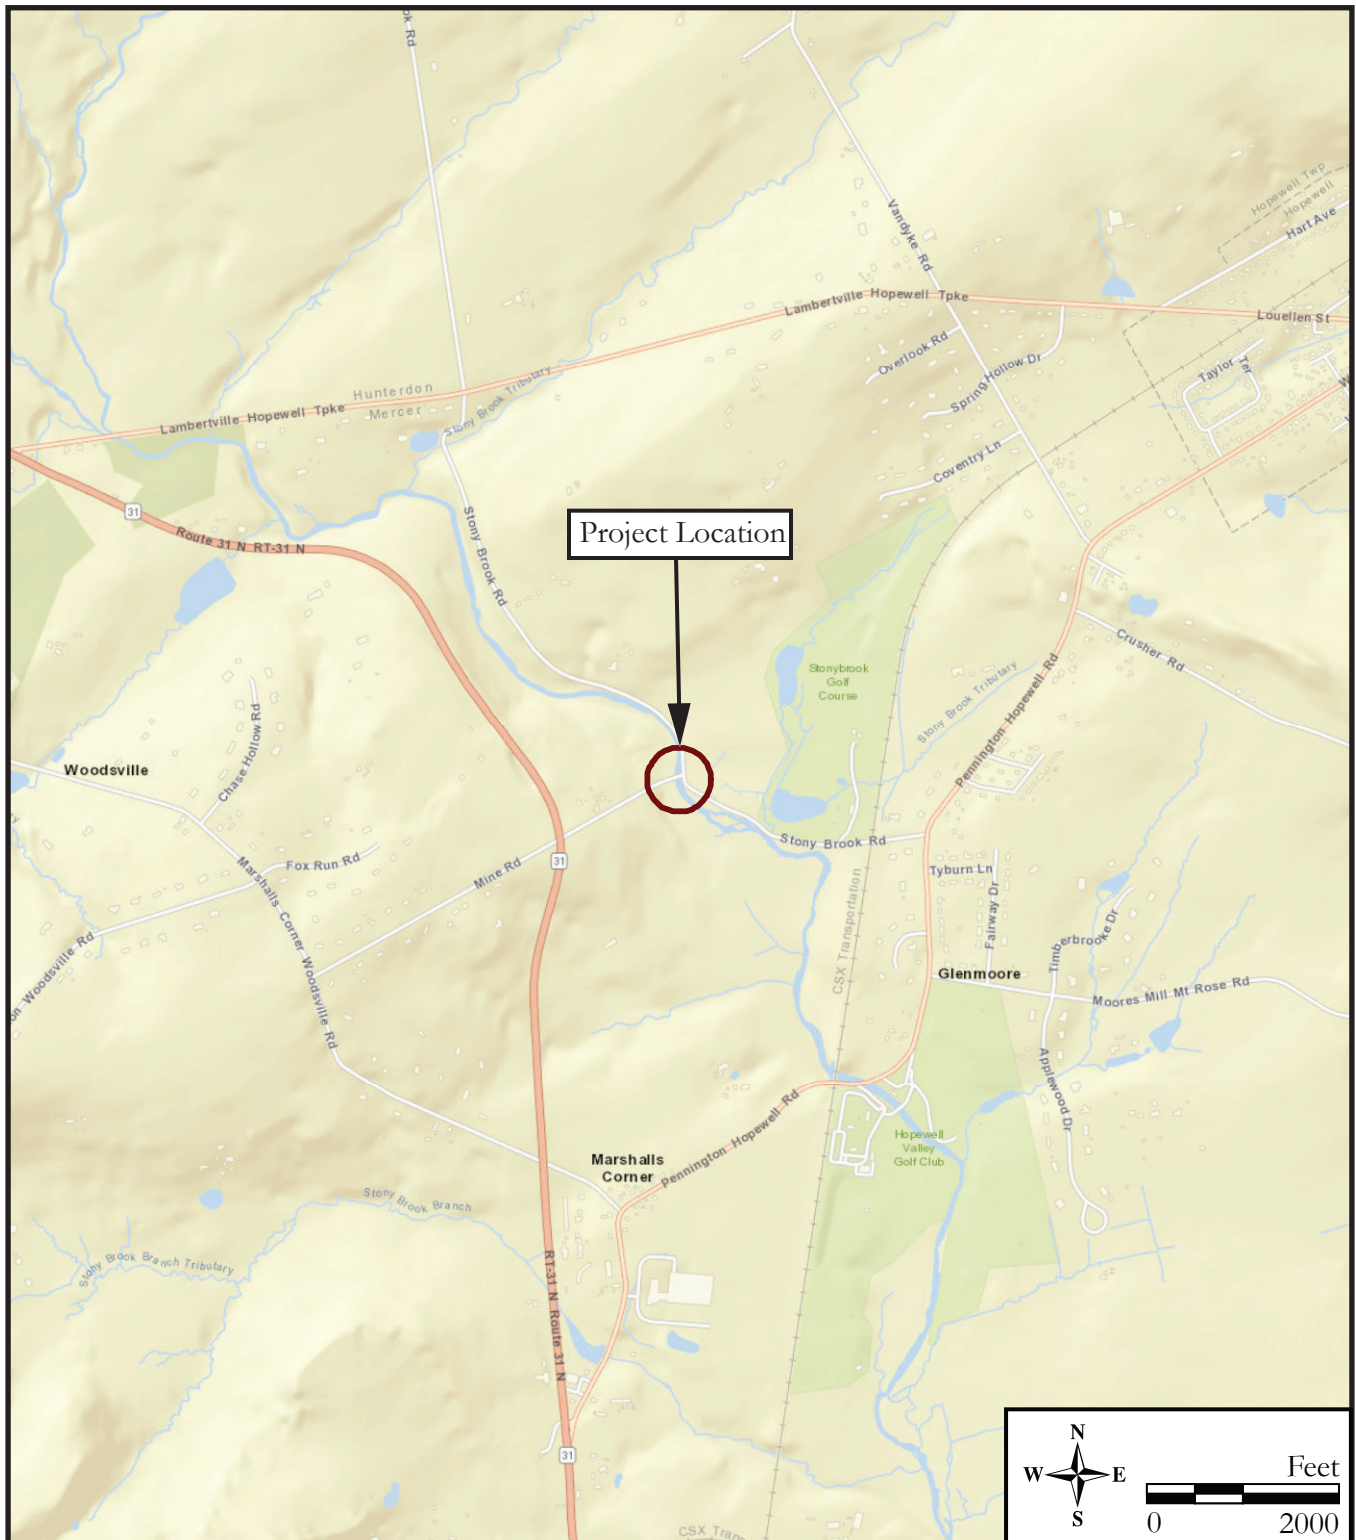 ok Rd
Vandyke Rd
Hopewell Twp
Hopewell
Hart Ave
Lambertville Hopewell Tpke
Louellen St
Overlook Rd
Spring Hollow Dr
Taylor Ter
Hunterdon
Mercer
Stony Brook Tributary
Lambertville Hopewell Tpke
Coventry Ln
31
Route 31 N RT-31 N
Stony Brook Rd
Project Location
Crusher Rd
Stonybrook
Golf
Course
Stony Brook Tributary
Pennington Hopewell Rd
Woodsville
Chase Hollow Rd
Stony Brook Rd
31
Mine Rd
Fox Run Rd
Marshalls Corner Woodsville Rd
Tyburn Ln
Fairway Dr
Timberbrooke Dr
on Woodsville Rd
CSX Transportation
Glenmoore
Moores Mill Mt Rose Rd
Applewood Dr
Pennington Hopewell Rd
Hopewell
Valley
Golf Club
Marshalls
Corner
Stony Brook Branch
Stony Brook Branch Tributary
RT-31 N Route 31 N
31
CSX Tran
N
W E
S
Feet
0 2000